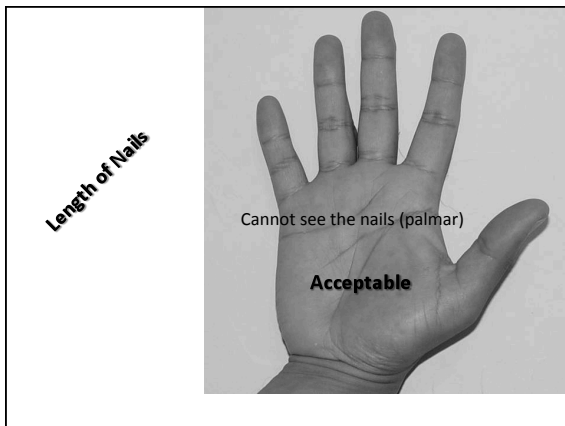 Length of Nails
Cannot see the nails (palmar)
Acceptable